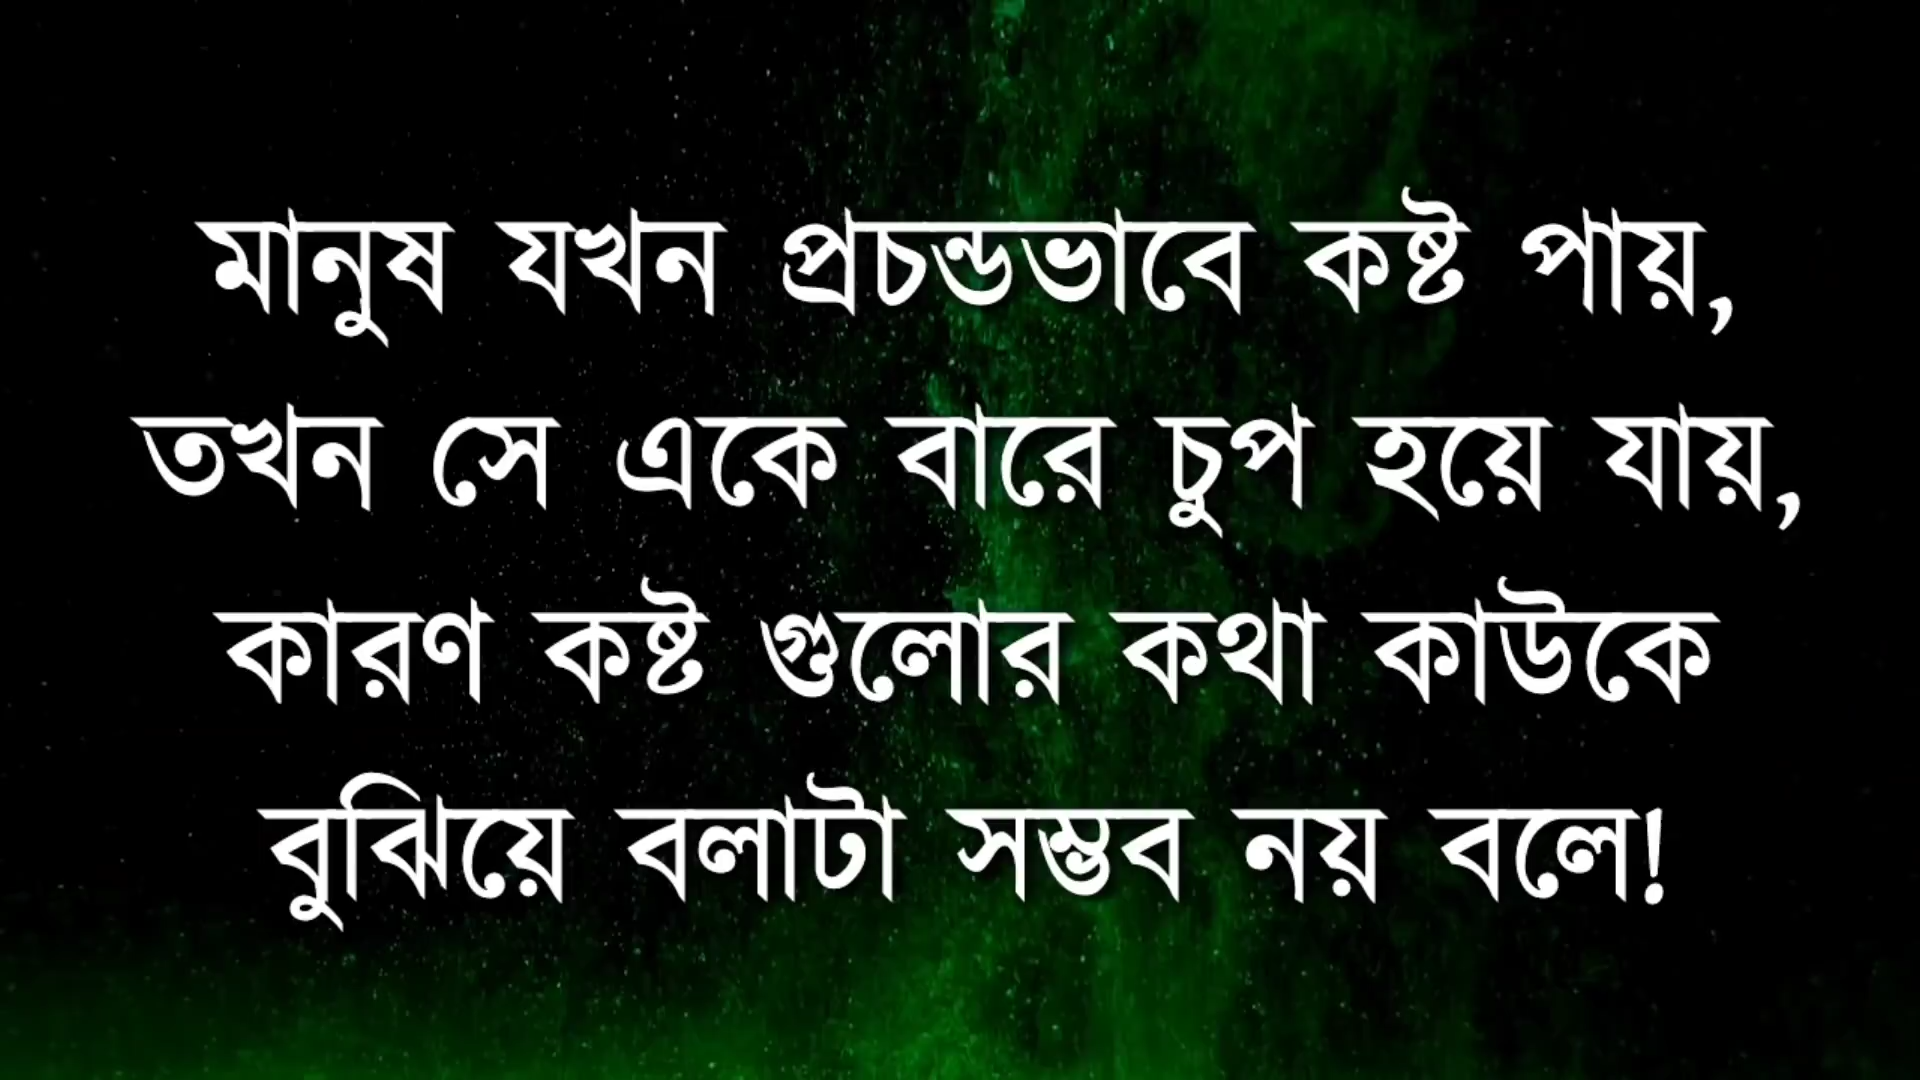 মানুষ যখন প্রচন্ডভাবে কষ্ট পায়,
তখন সে একে বারে চুপ হয়ে যায়,
কারণ কষ্ট গুলোর কথা কাউকে
বুঝিয়ে বলাটা সম্ভব নয় বলে!